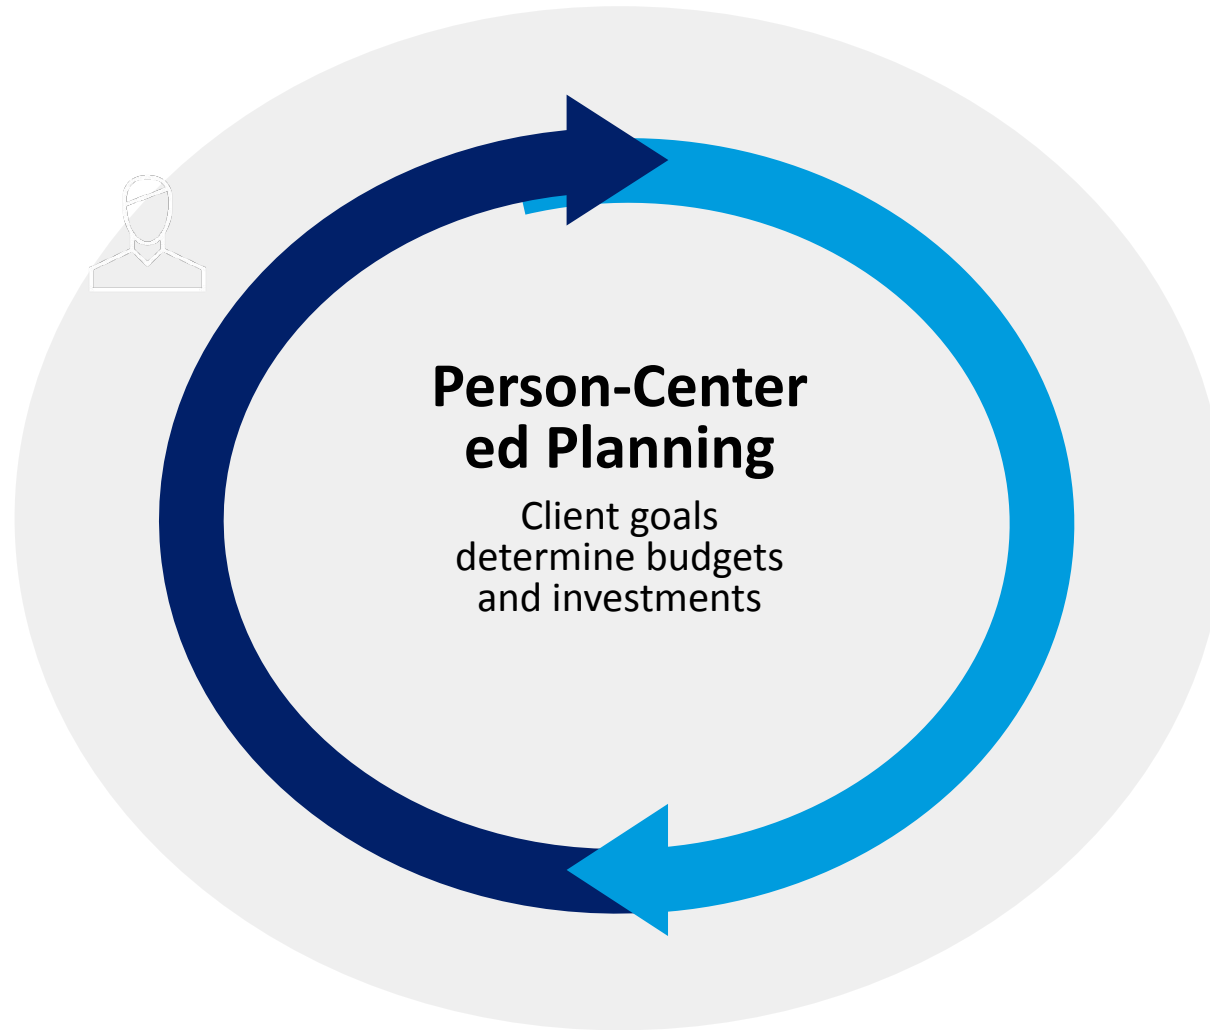 Person-Center
ed Planning
Client goals
determine budgets
and investments